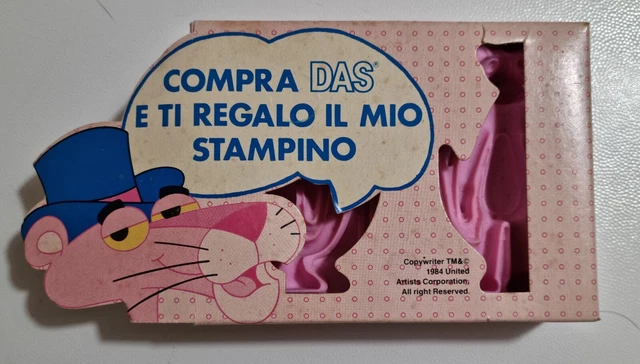 COMPRA DAS®
E TI REGALO IL MIO
STAMPINO
Copywriter TM&©
1984 United
Artists Corporation,
All right Reserved.